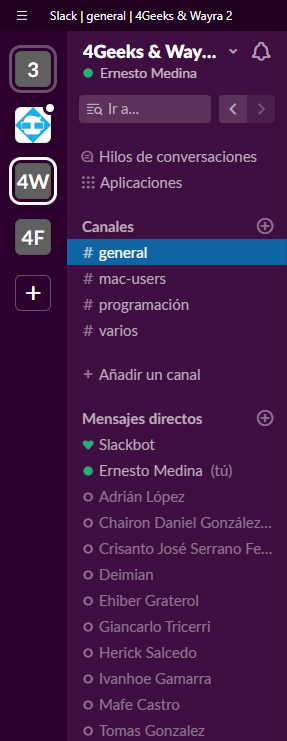 Slack | general | 4Geeks & Wayra 2
3
4W
4F
4Geeks & Way...
Ernesto Medina
Ir a...
Hilos de conversaciones
Aplicaciones
Canales
# general
# mac-users
# programación
# varios
+ Añadir un canal
Mensajes directos
Slackbot
Ernesto Medina (tú)
Adrián López
Chairon Daniel González...
Crisanto José Serrano Fe...
Deimian
Ehiber Graterol
Giancarlo Tricerri
Herick Salcedo
Ivanhoe Gamarra
Mafe Castro
Tomas Gonzalez